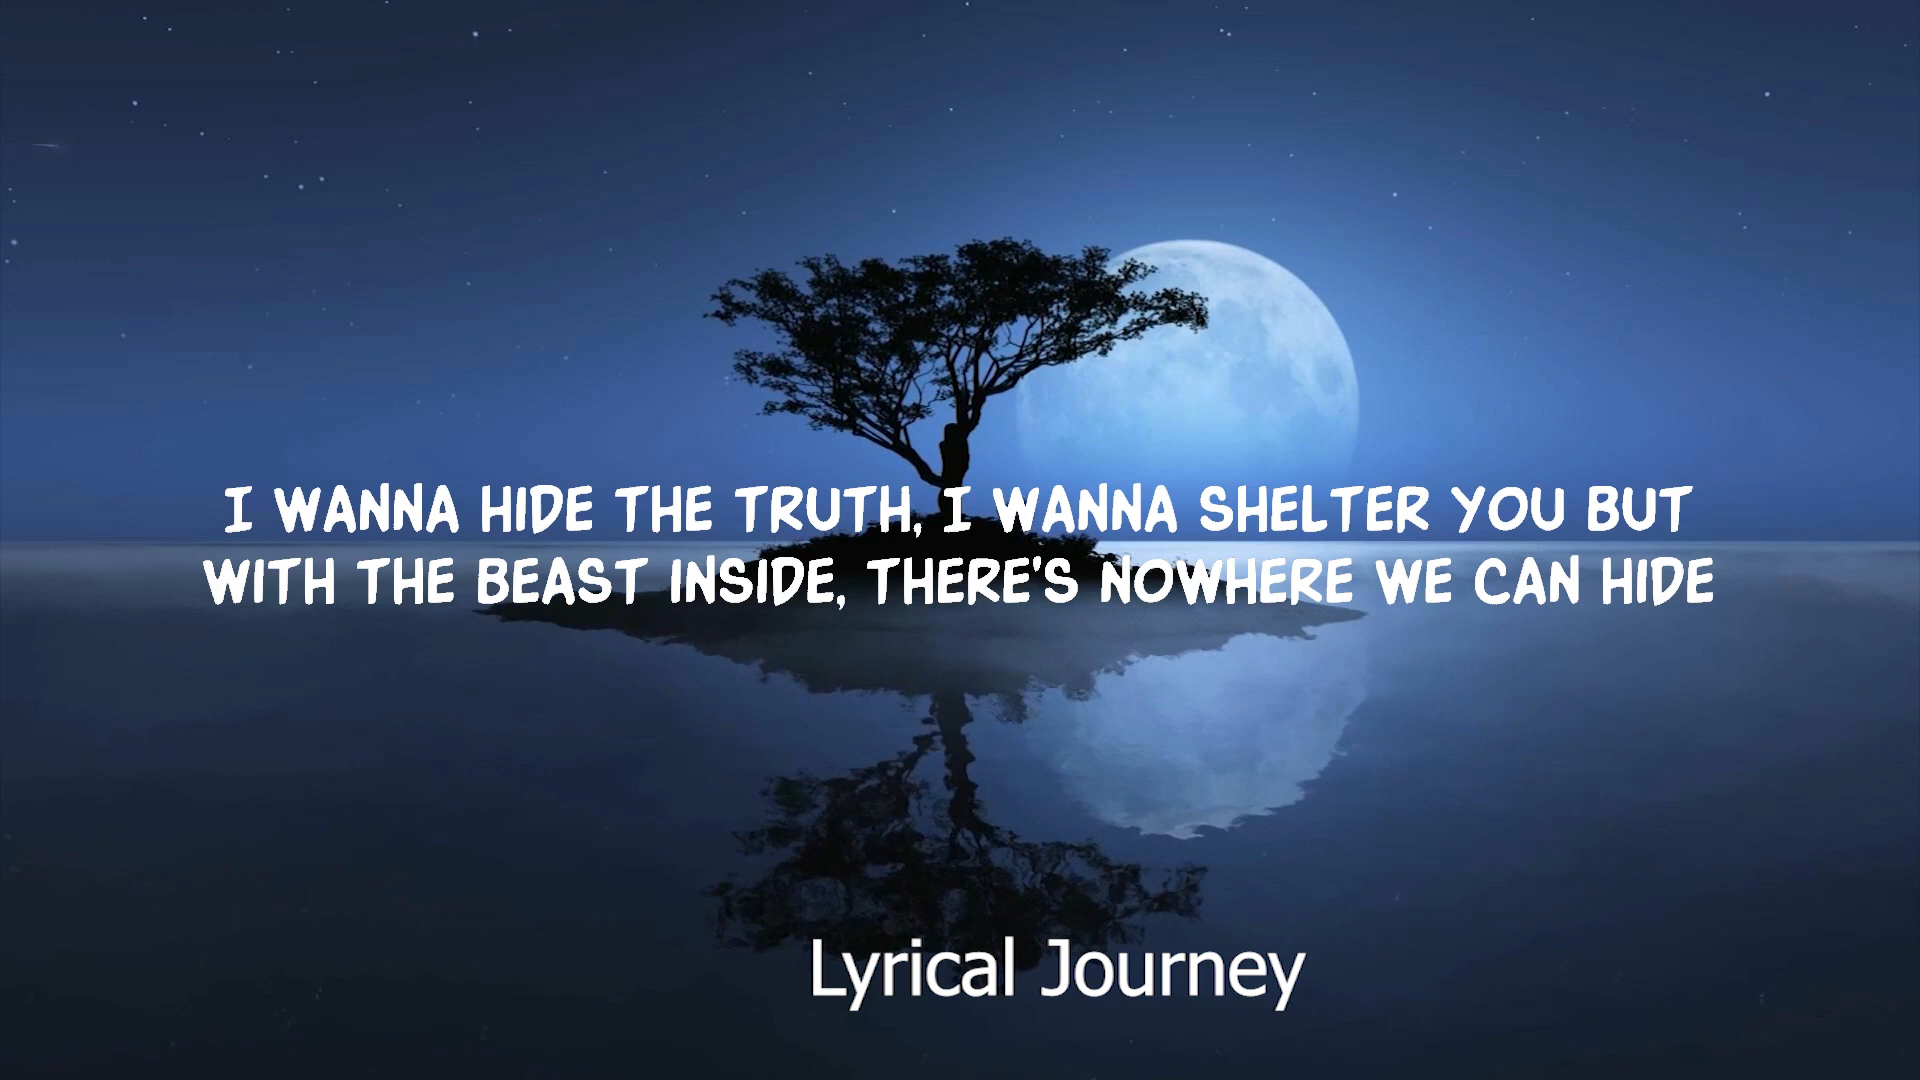 I WANNA HIDE THE TRUTH, I WANNA SHELTER YOU BUT
WITH THE BEAST INSIDE, THERE'S NOWHERE WE CAN HIDE
Lyrical Journey